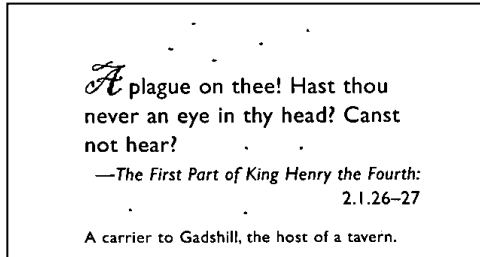 A plague on thee! Hast thou
never an eye in thy head? Canst
not hear?
—The First Part of King Henry the Fourth:
2.1.26–27
A carrier to Gadshill, the host of a tavern.